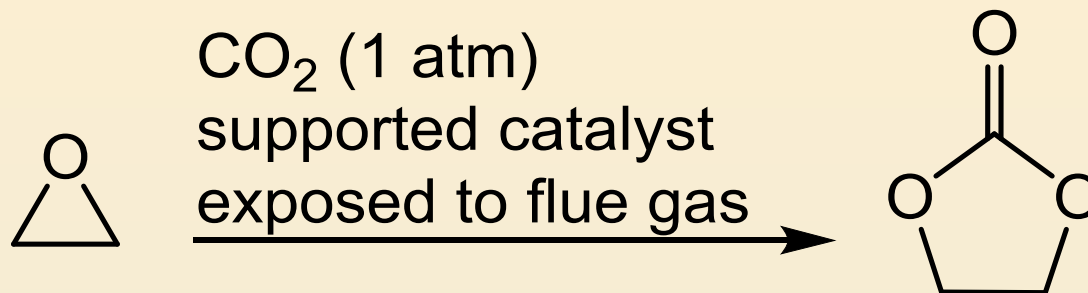 CO₂ (1 atm)
supported catalyst
exposed to flue gas
O
O
O O